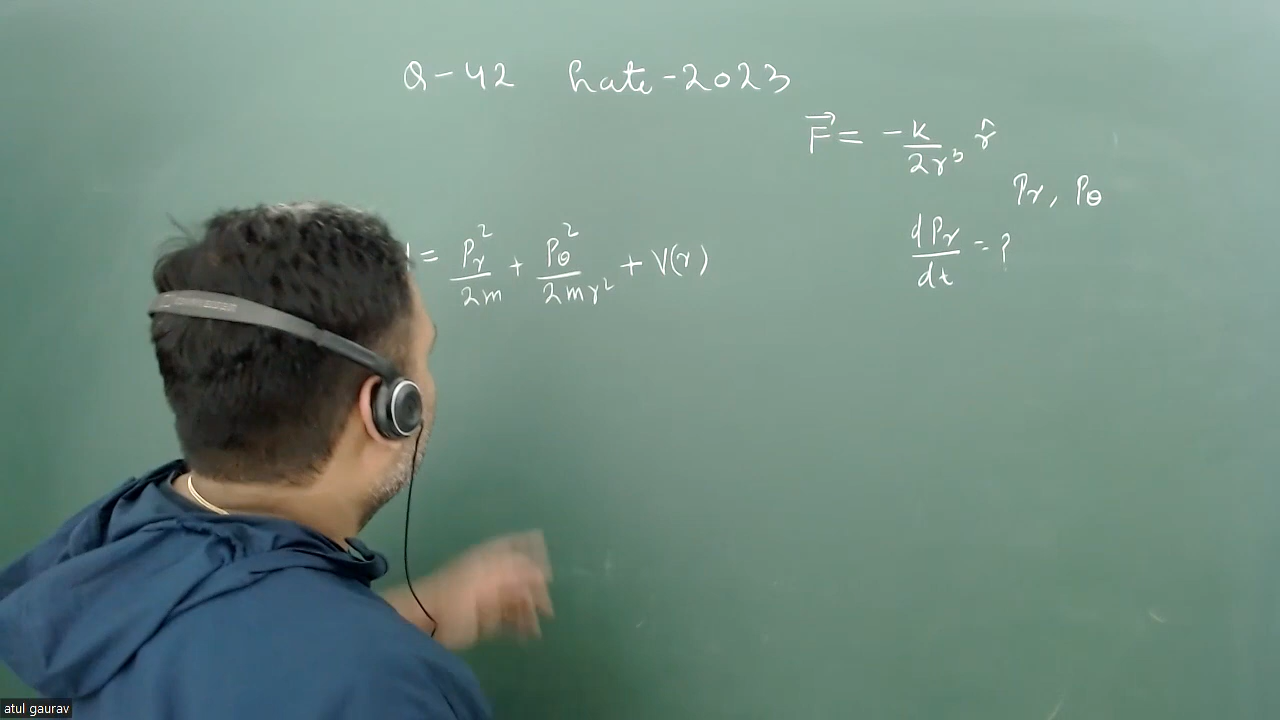 Q-42 Gate-2023
F⃗ = -k/2r³ r̂
Pr, Pθ
dPr/dt = ?
= Pr²/2m + Pθ²/2mr² + V(r)
atul gaurav